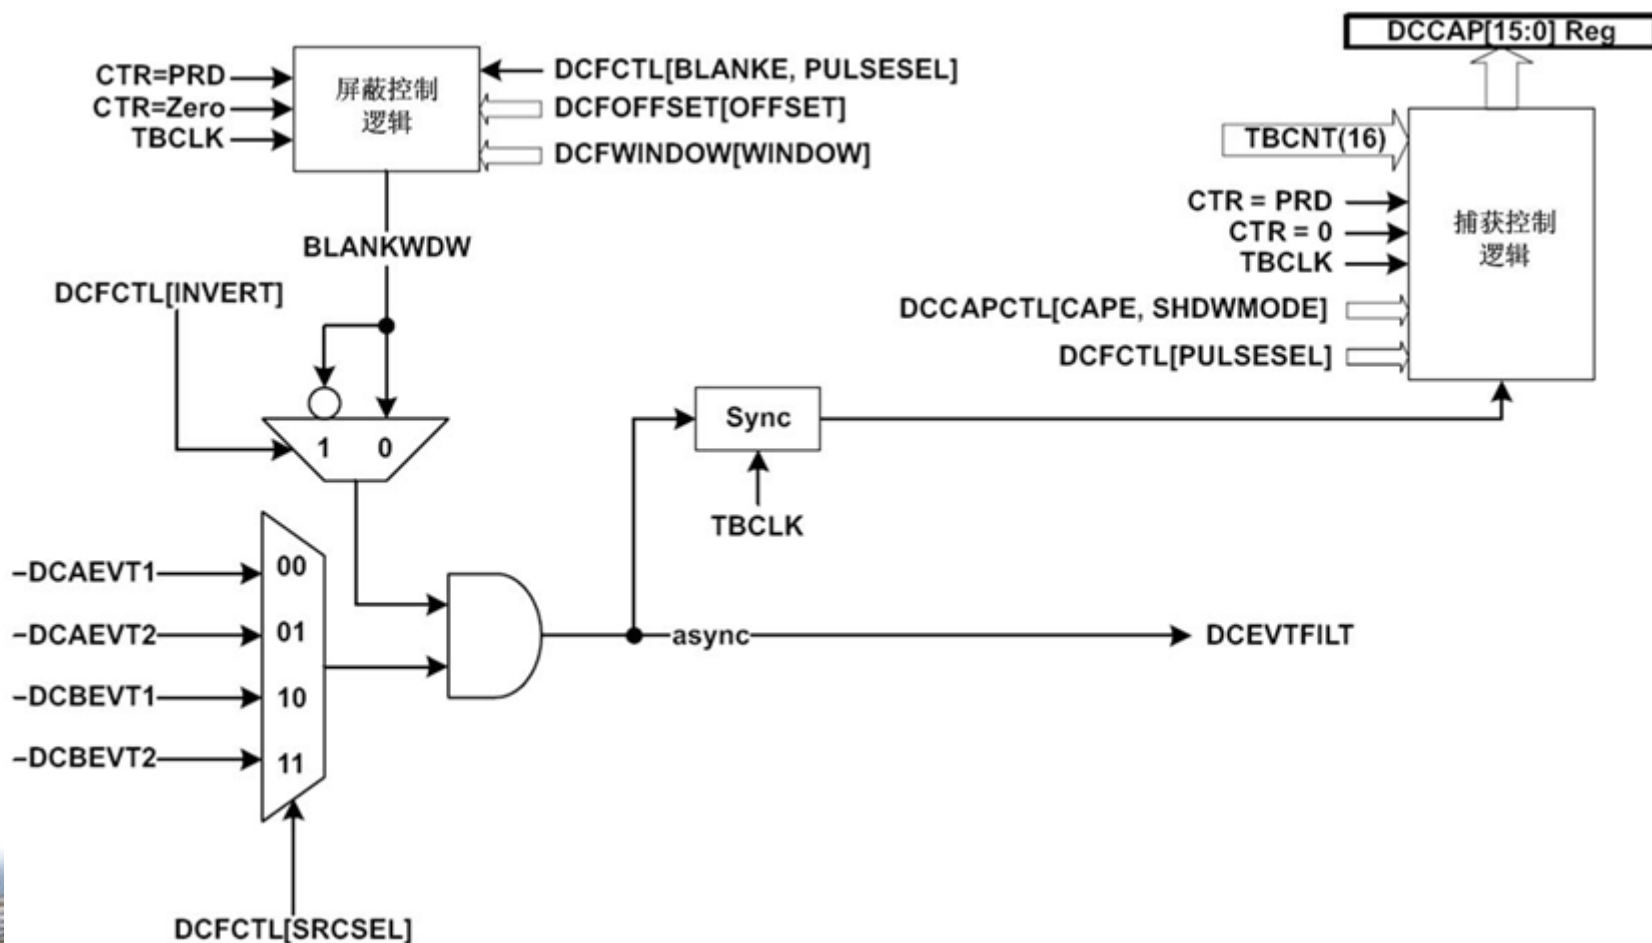 DCCAP[15:0] Reg
CTR=PRD
CTR=Zero
TBCLK
屏蔽控制
逻辑
DCFCTL[BLANKE, PULSESEL]
DCFOFFSET[OFFSET]
DCFWINDOW[WINDOW]
BLANKWDW
DCFCTL[INVERT]
1 0
TBCNT(16)
CTR = PRD
CTR = 0
TBCLK
DCCAPCTL[CAPE, SHDWMODE]
DCFCTL[PULSESEL]
捕获控制
逻辑
Sync
TBCLK
–DCAEVT1
–DCAEVT2
–DCBEVT1
–DCBEVT2
00
01
10
11
async
DCEVTFILT
DCFCTL[SRCSEL]